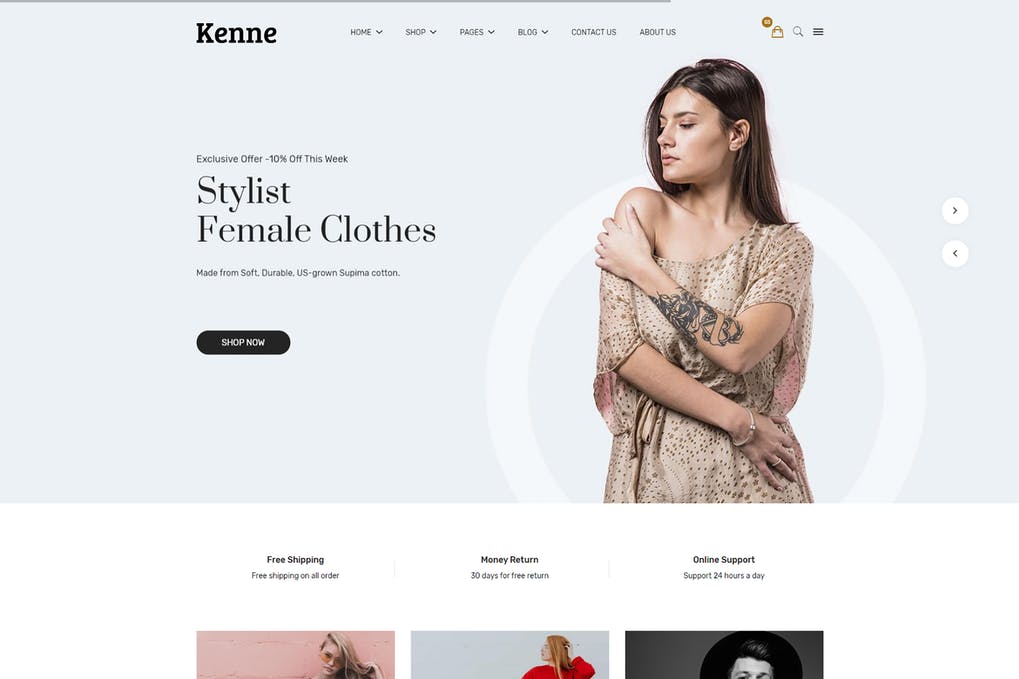 Kenne
HOME
SHOP
PAGES
BLOG
CONTACT US
ABOUT US
Exclusive Offer -10% Off This Week
Stylist
Female Clothes
Made from Soft, Durable, US-grown Supima cotton.
SHOP NOW
Free Shipping
Free shipping on all order
Money Return
30 days for free return
Online Support
Support 24 hours a day